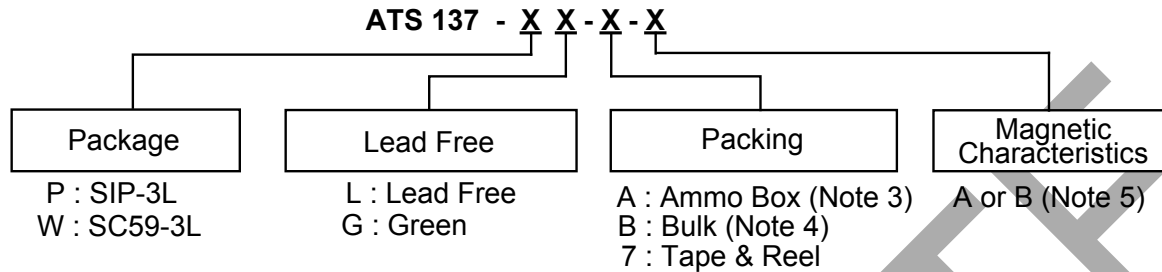 ATS 137 - X X - X - X
Package
Lead Free
Packing
Magnetic
Characteristics
P : SIP-3L
W : SC59-3L
L : Lead Free
G : Green
A : Ammo Box (Note 3)
B : Bulk (Note 4)
7 : Tape & Reel
A or B (Note 5)